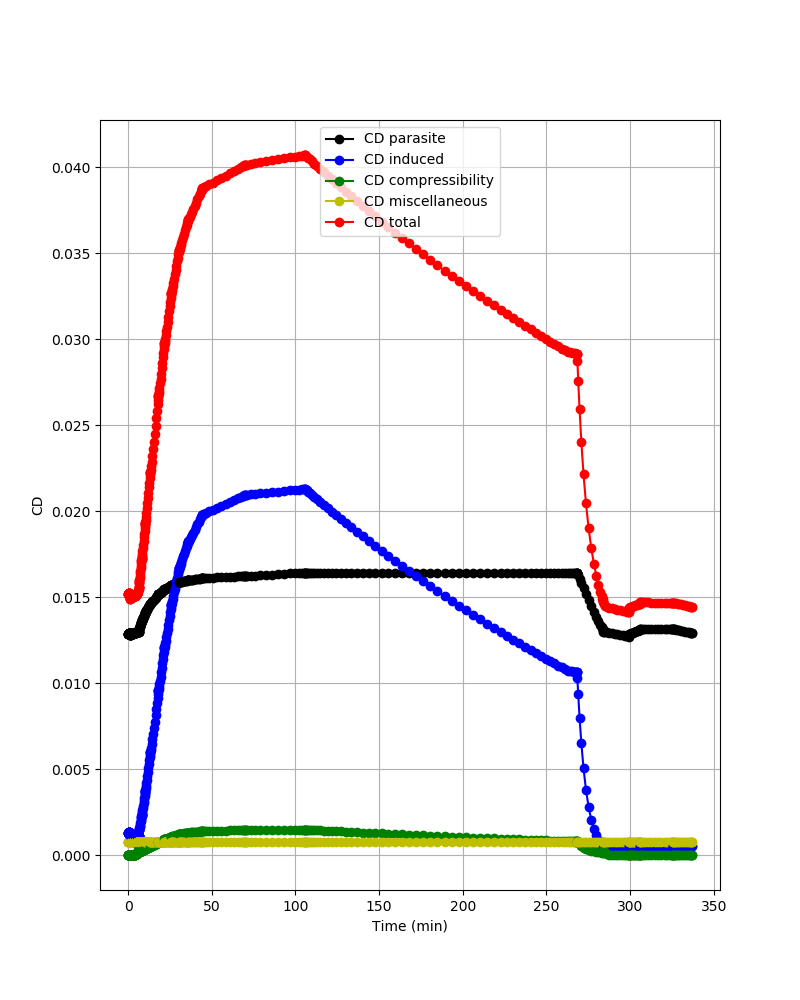 CD parasite
CD induced
CD compressibility
CD miscellaneous
CD total
0.040
0.035
0.030
0.025
0.020
0.015
0.010
0.005
0.000
CD
0 50 100 150 200 250 300 350
Time (min)